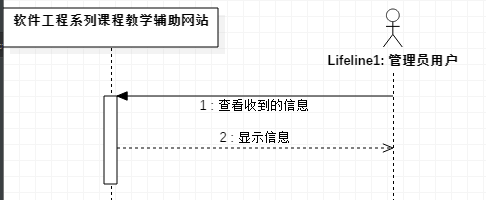 软件工程系列课程教学辅助网站
Lifeline1: 管理员用户
1 : 查看收到的信息
2 : 显示信息